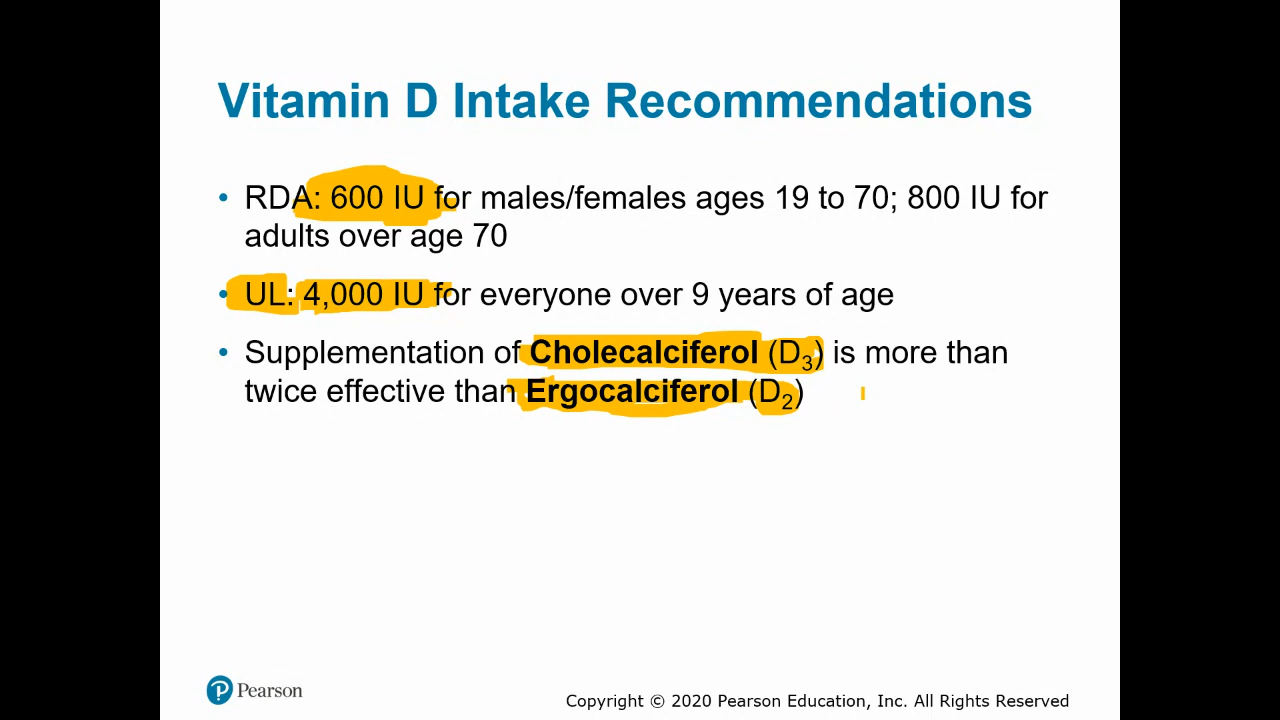 Vitamin D Intake Recommendations
• RDA: 600 IU for males/females ages 19 to 70; 800 IU for
adults over age 70
• UL: 4,000 IU for everyone over 9 years of age
• Supplementation of Cholecalciferol (D₃) is more than
twice effective than Ergocalciferol (D₂)
Pearson
Copyright © 2020 Pearson Education, Inc. All Rights Reserved